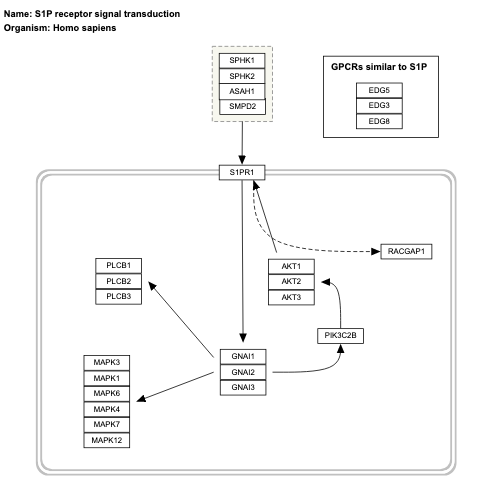 Name: S1P receptor signal transduction
Organism: Homo sapiens
SPHK1
SPHK2
ASAH1
SMPD2
GPCRs similar to S1P
EDG5
EDG3
EDG8
S1PR1
RACGAP1
PLCB1
PLCB2
PLCB3
AKT1
AKT2
AKT3
PIK3C2B
GNAI1
GNAI2
GNAI3
MAPK3
MAPK1
MAPK6
MAPK4
MAPK7
MAPK12